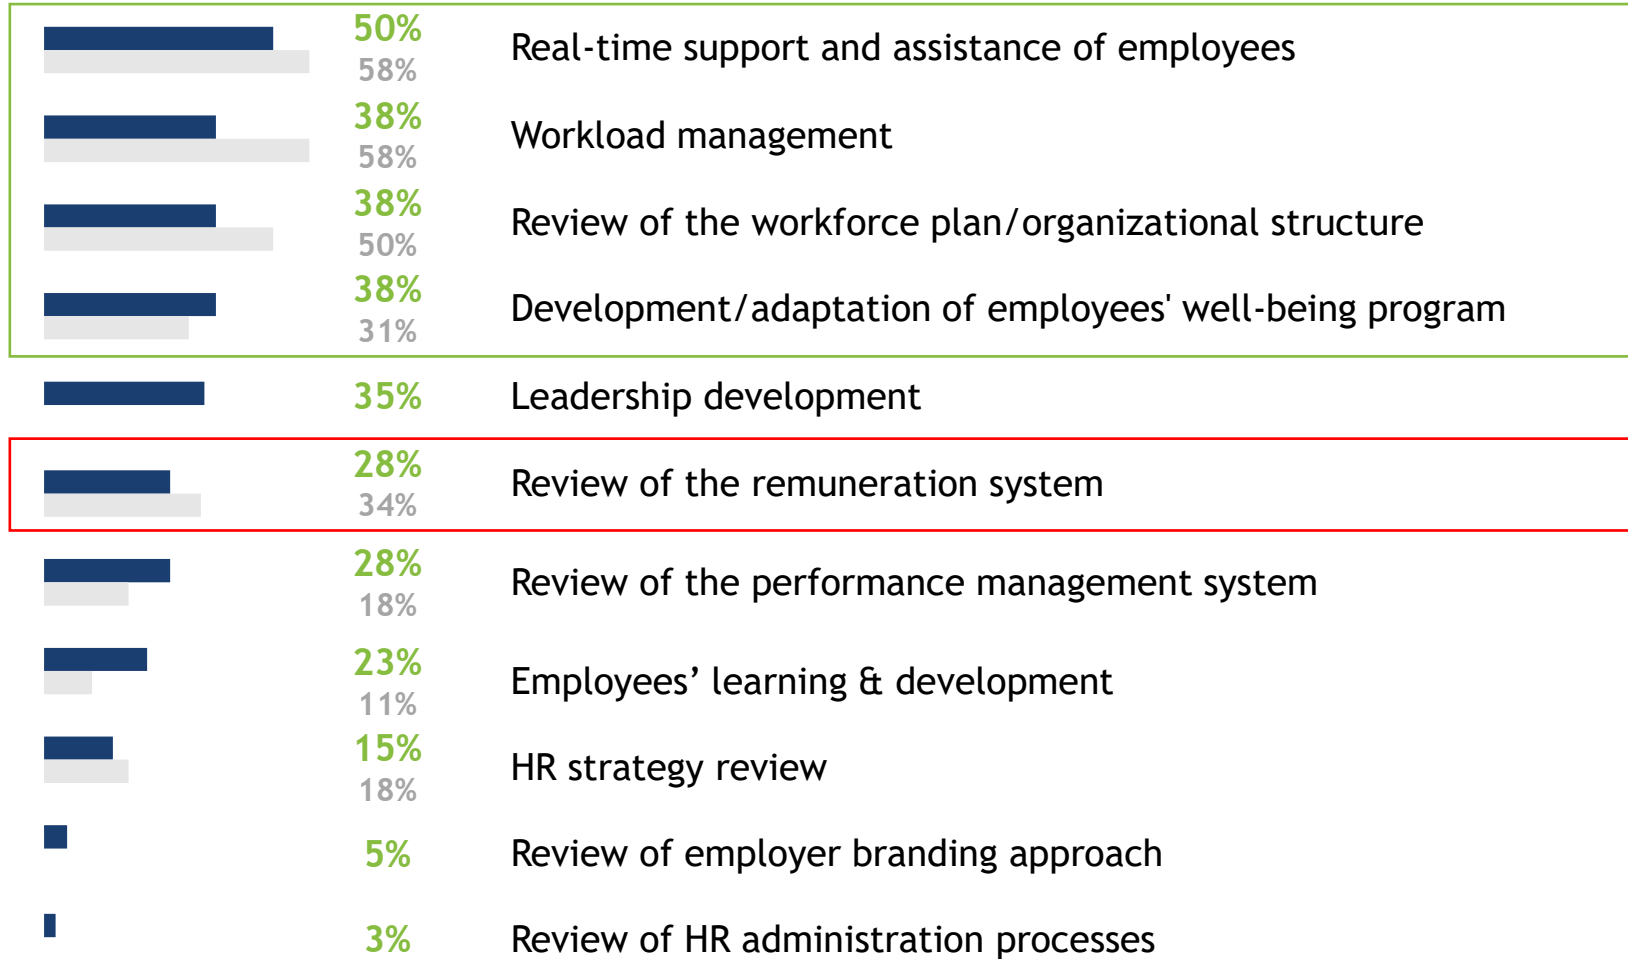 50%
58%
Real-time support and assistance of employees
38%
58%
Workload management
38%
50%
Review of the workforce plan/organizational structure
38%
31%
Development/adaptation of employees' well-being program
35%
Leadership development
28%
34%
Review of the remuneration system
28%
18%
Review of the performance management system
23%
11%
Employees’ learning & development
15%
18%
HR strategy review
5%
Review of employer branding approach
3%
Review of HR administration processes